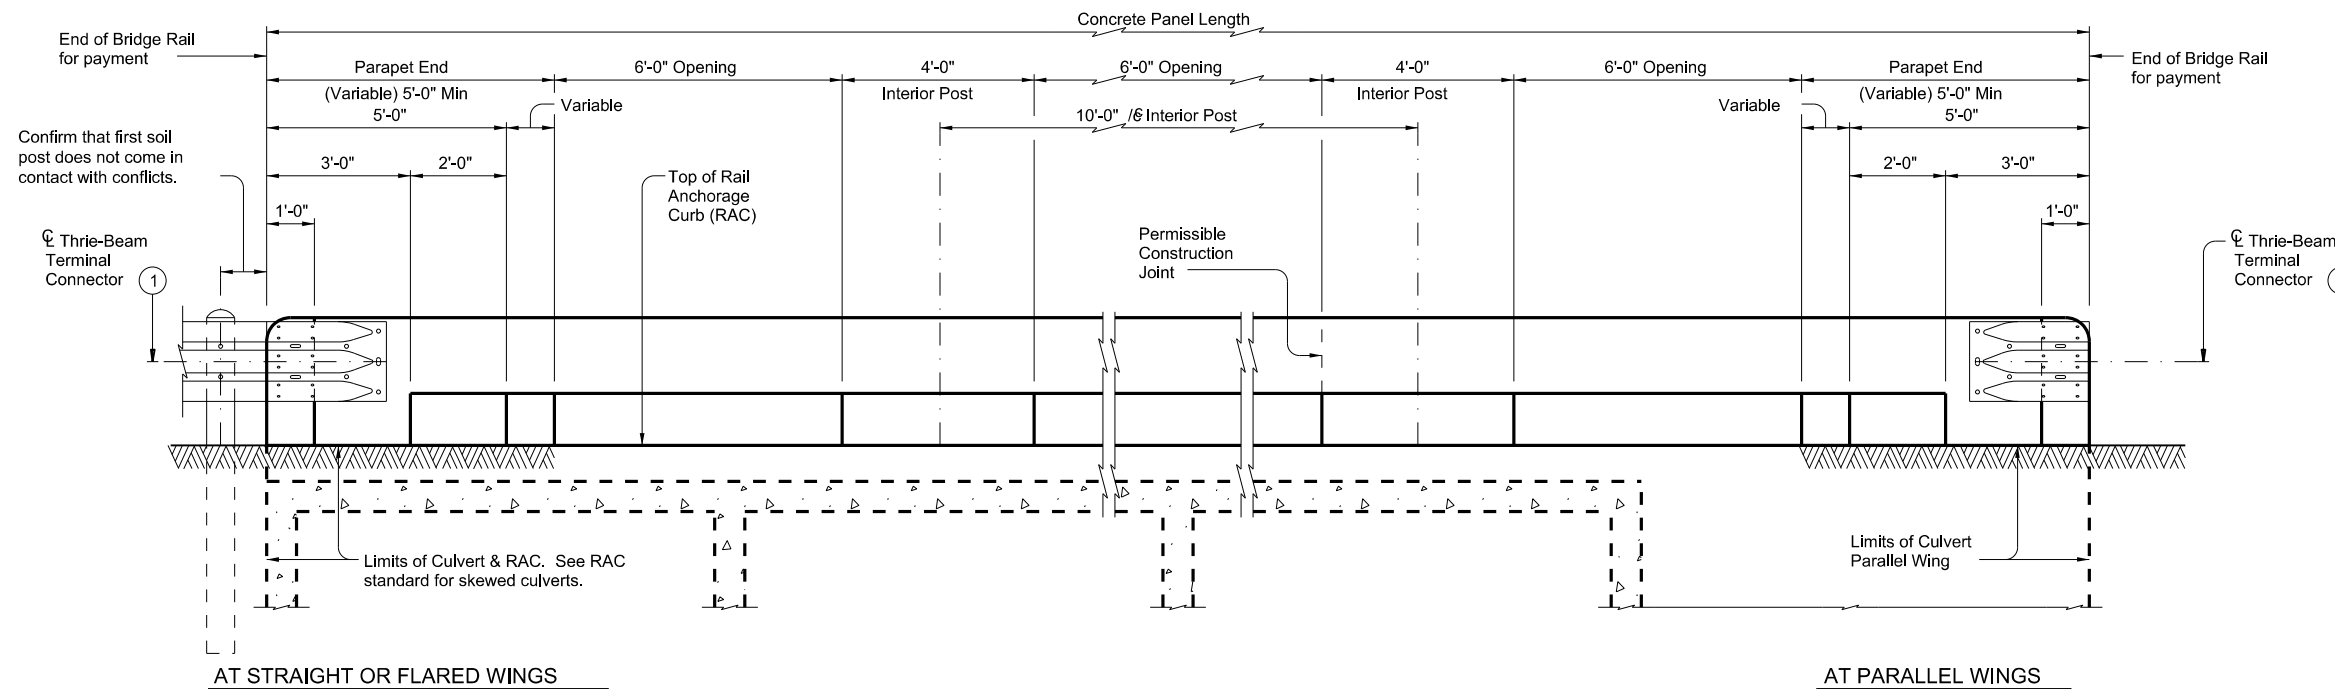 Concrete Panel Length
End of Bridge Rail
for payment
Parapet End
(Variable) 5'-0" Min
6'-0" Opening
4'-0"
Interior Post
6'-0" Opening
4'-0"
Interior Post
6'-0" Opening
Parapet End
(Variable) 5'-0" Min
End of Bridge Rail
for payment
5'-0"
Variable
10'-0" ℄ Interior Post
Variable
5'-0"
Confirm that first soil
post does not come in
contact with conflicts.
3'-0"
2'-0"
Top of Rail
Anchorage
Curb (RAC)
2'-0"
3'-0"
1'-0"
1'-0"
℄ Thrie-Beam
Terminal
Connector 1
Permissible
Construction
Joint
℄ Thrie-Beam
Terminal
Connector
Limits of Culvert & RAC. See RAC
standard for skewed culverts.
Limits of Culvert
Parallel Wing
AT STRAIGHT OR FLARED WINGS
AT PARALLEL WINGS